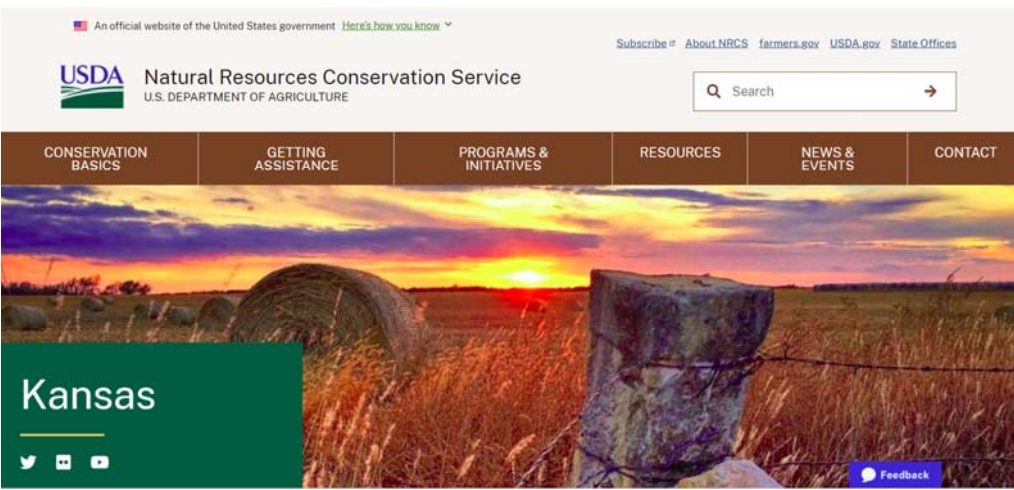 An official website of the United States government Here's how you know
Subscribe About NRCS farmers.gov USDA.gov State Offices
USDA
Natural Resources Conservation Service
U.S. DEPARTMENT OF AGRICULTURE
Search
CONSERVATION
BASICS
GETTING
ASSISTANCE
PROGRAMS &
INITIATIVES
RESOURCES
NEWS &
EVENTS
CONTACT
Kansas
Feedback